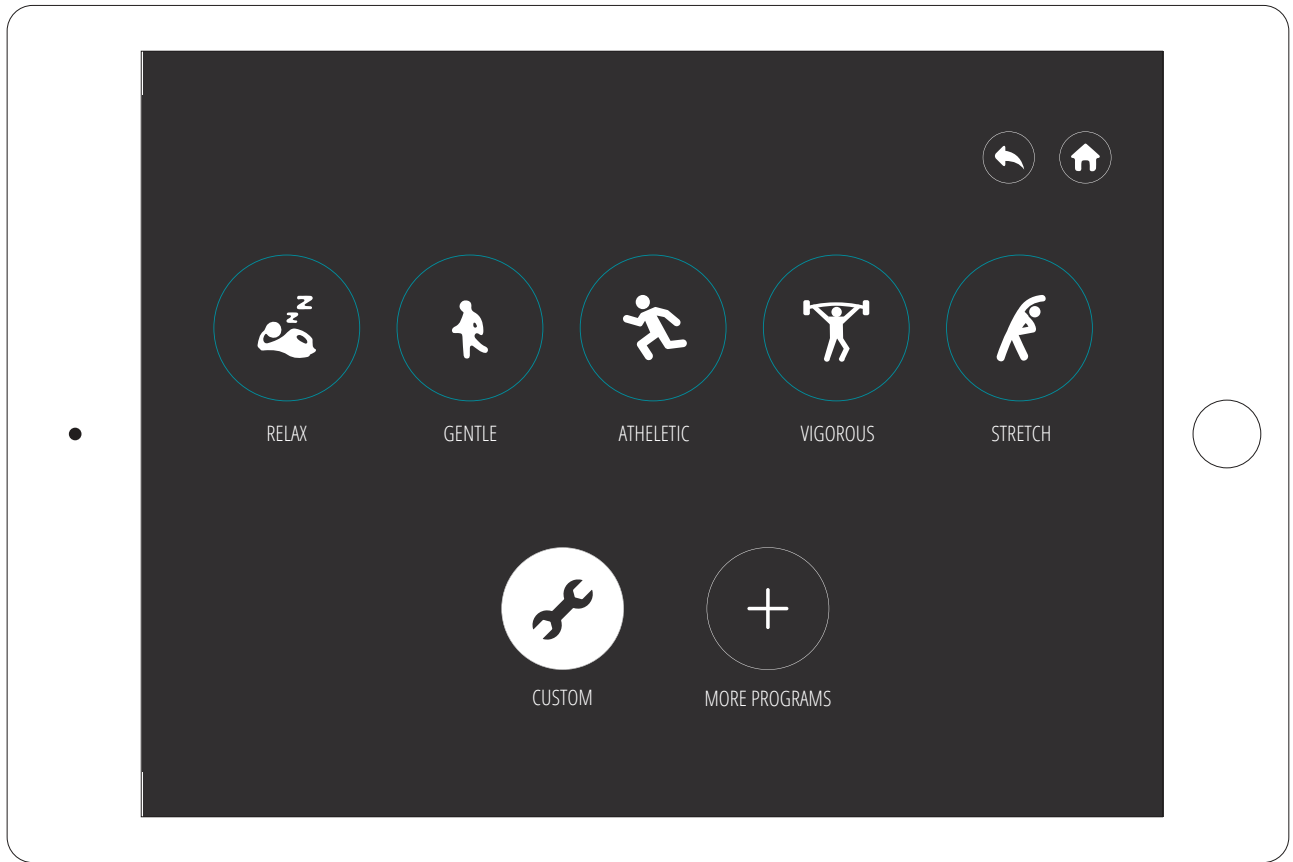 RELAX
GENTLE
ATHELETIC
VIGOROUS
STRETCH
CUSTOM
MORE PROGRAMS